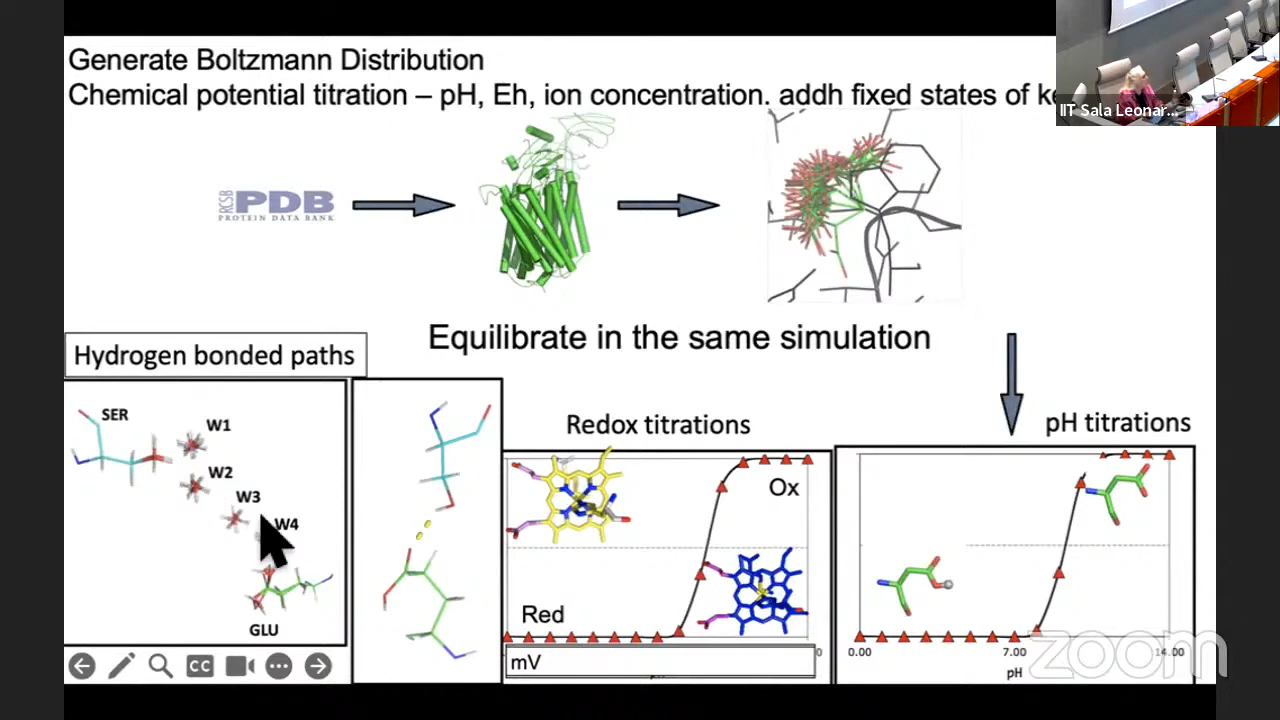 Generate Boltzmann Distribution
Chemical potential titration – pH, Eh, ion concentration. addh fixed states of
IIT Sala Leonar...
RCSB
PDB
PROTEIN DATA BANK
Equilibrate in the same simulation
Hydrogen bonded paths
SER
W1
W2
W3
W4
GLU
Redox titrations
Ox
Red
mV
pH titrations
0.00 7.00 14.00
pH
CC
zoom